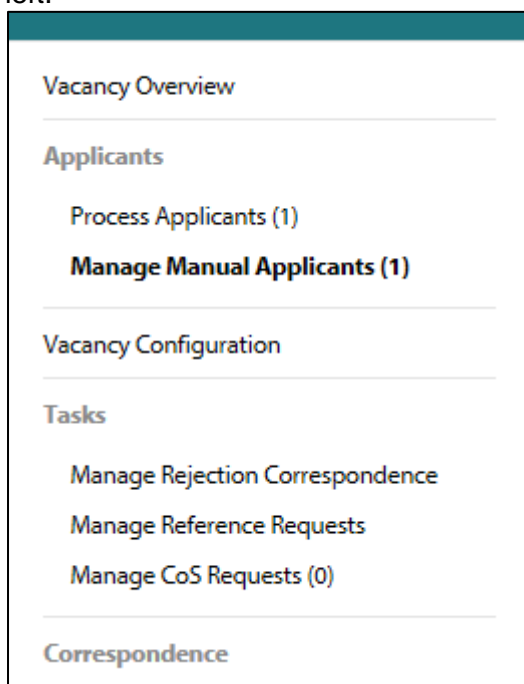 left.
Vacancy Overview
Applicants
Process Applicants (1)
Manage Manual Applicants (1)
Vacancy Configuration
Tasks
Manage Rejection Correspondence
Manage Reference Requests
Manage CoS Requests (0)
Correspondence